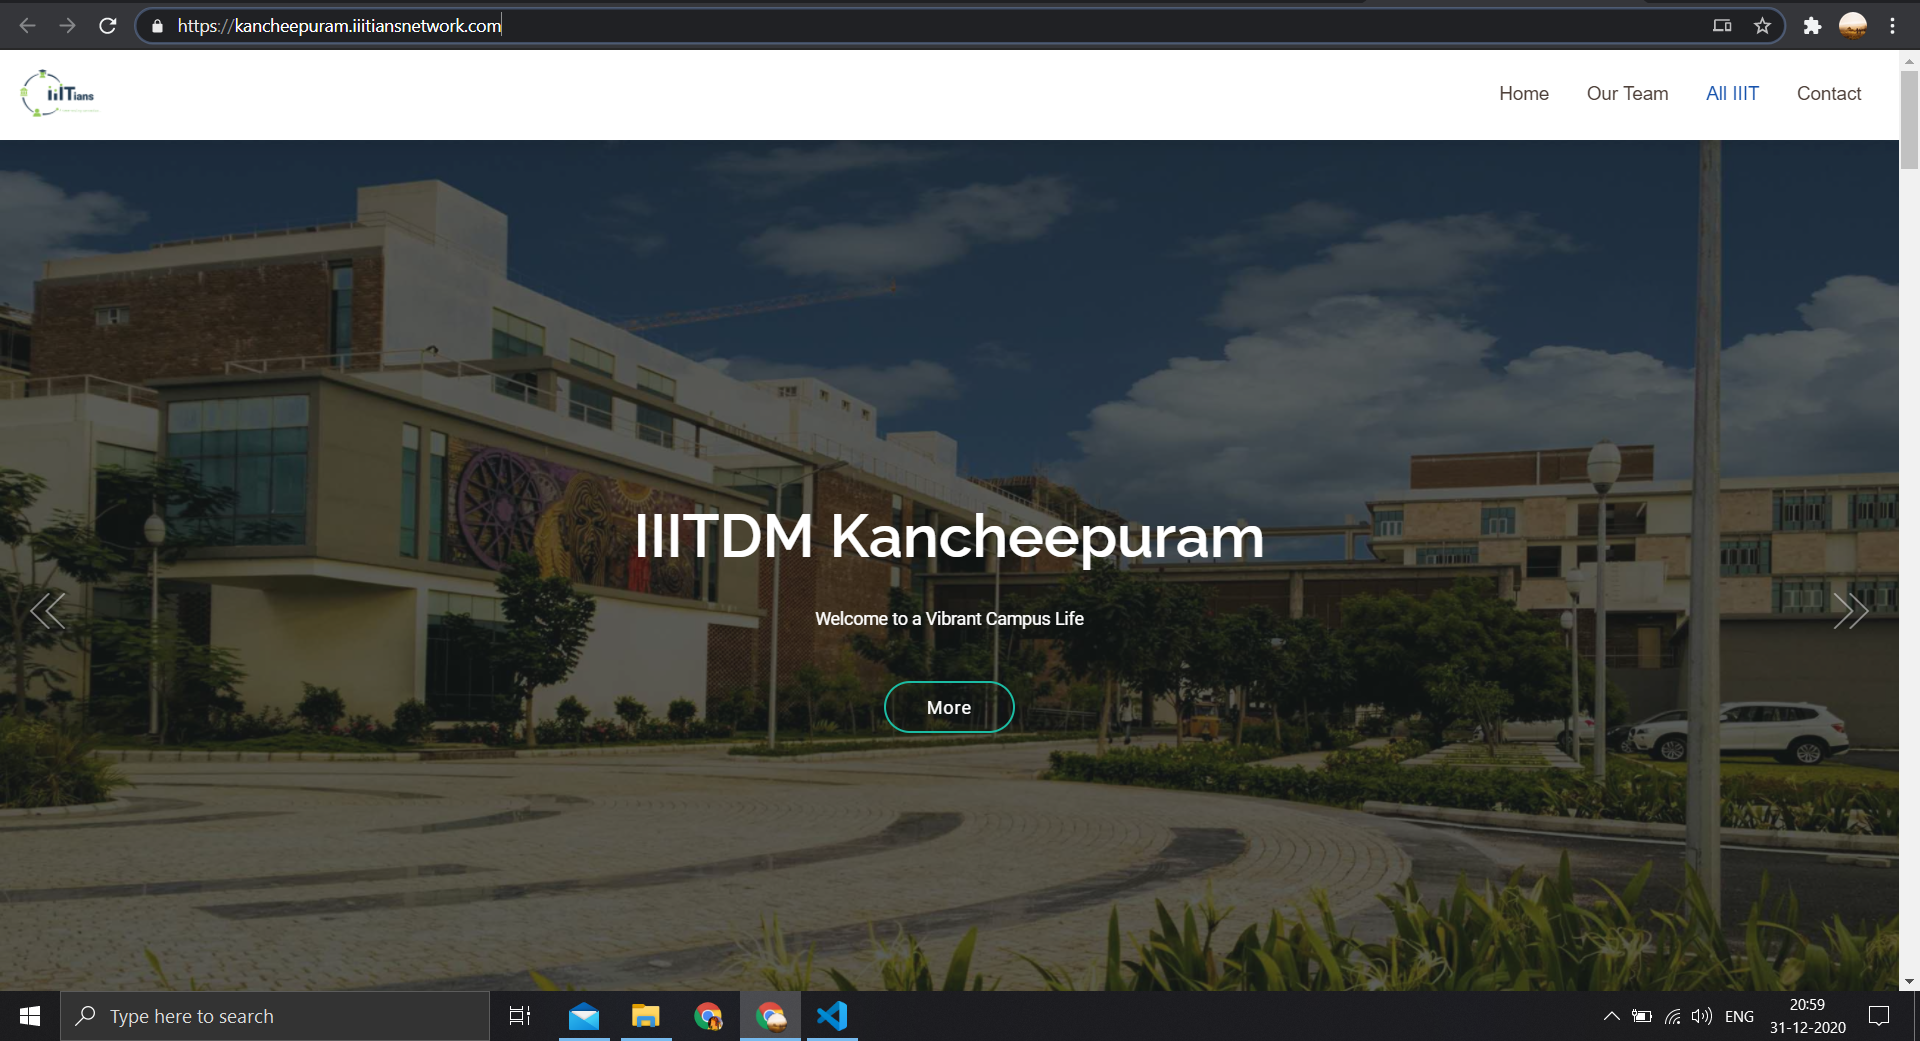 https://kancheepuram.iiitiansnetwork.com
iiITians
Home
Our Team
All IIIT
Contact
IIITDM Kancheepuram
Welcome to a Vibrant Campus Life
More
Type here to search
ENG
20:59
31-12-2020